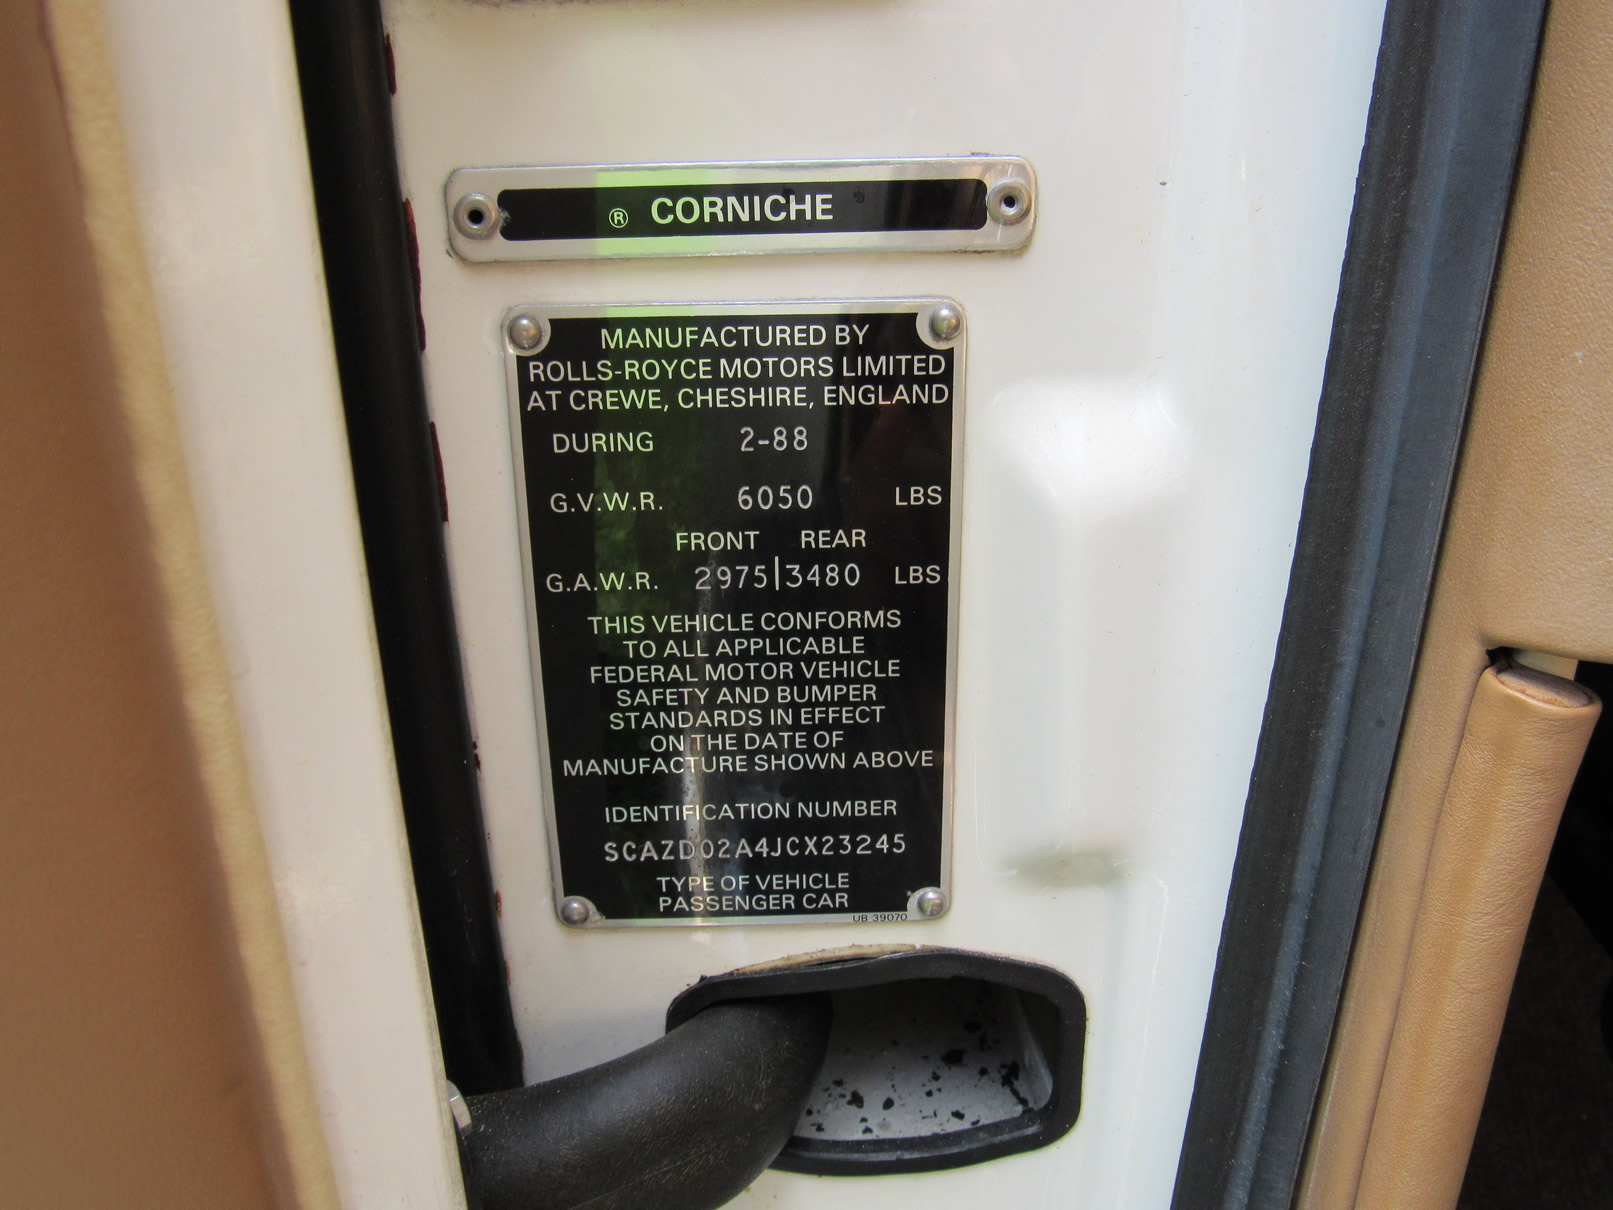 ® CORNICHE
MANUFACTURED BY
ROLLS-ROYCE MOTORS LIMITED
AT CREWE, CHESHIRE, ENGLAND
DURING 2-88
G.V.W.R. 6050 LBS
FRONT REAR
G.A.W.R. 2975|3480 LBS
THIS VEHICLE CONFORMS
TO ALL APPLICABLE
FEDERAL MOTOR VEHICLE
SAFETY AND BUMPER
STANDARDS IN EFFECT
ON THE DATE OF
MANUFACTURE SHOWN ABOVE
IDENTIFICATION NUMBER
SCAZD02A4JCX23245
TYPE OF VEHICLE
PASSENGER CAR
UB 39070